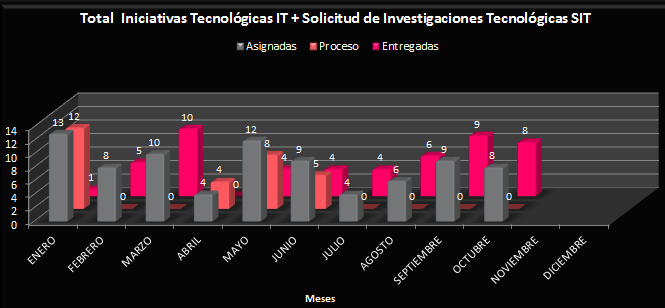 Total  Iniciativas Tecnológicas IT + Solicitud de Investigaciones Tecnológicas SIT
Asignadas Proceso Entregadas
14
12
10
8
6
4
2
0
13 12 1
8 0 5
10 0 10
4 4 0
12 8 4
9 5 4
4 0 4
6 0 6
9 0 9
8 0 8
0
ENERO
FEBRERO
MARZO
ABRIL
MAYO
JUNIO
JULIO
AGOSTO
SEPTIEMBRE
OCTUBRE
NOVIEMBRE
DICIEMBRE
Meses